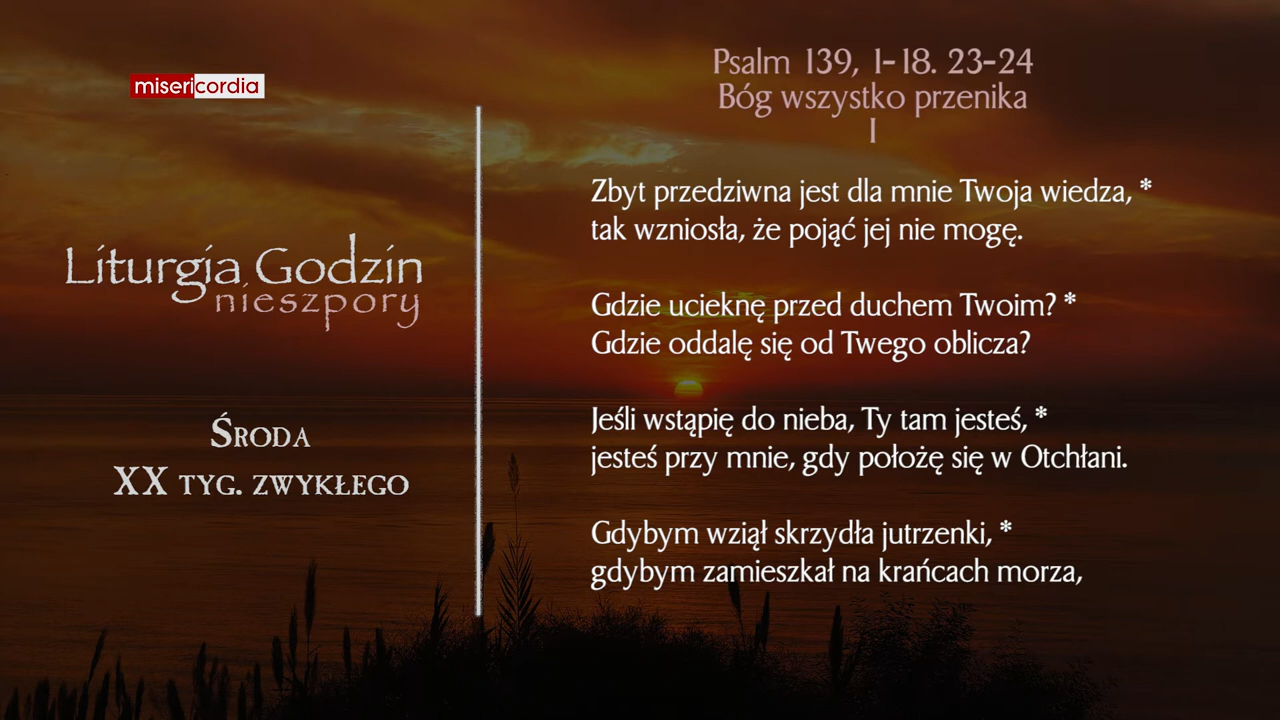 misericordia
Liturgia Godzin
nieszpory
Środa
XX tyg. zwykłego
Psalm 139, 1-18. 23-24
Bóg wszystko przenika
I
Zbyt przedziwna jest dla mnie Twoja wiedza, *
tak wzniosła, że pojąć jej nie mogę.
Gdzie ucieknę przed duchem Twoim? *
Gdzie oddalę się od Twego oblicza?
Jeśli wstąpię do nieba, Ty tam jesteś, *
jesteś przy mnie, gdy położę się w Otchłani.
Gdybym wziął skrzydła jutrzenki, *
gdybym zamieszkał na krańcach morza,